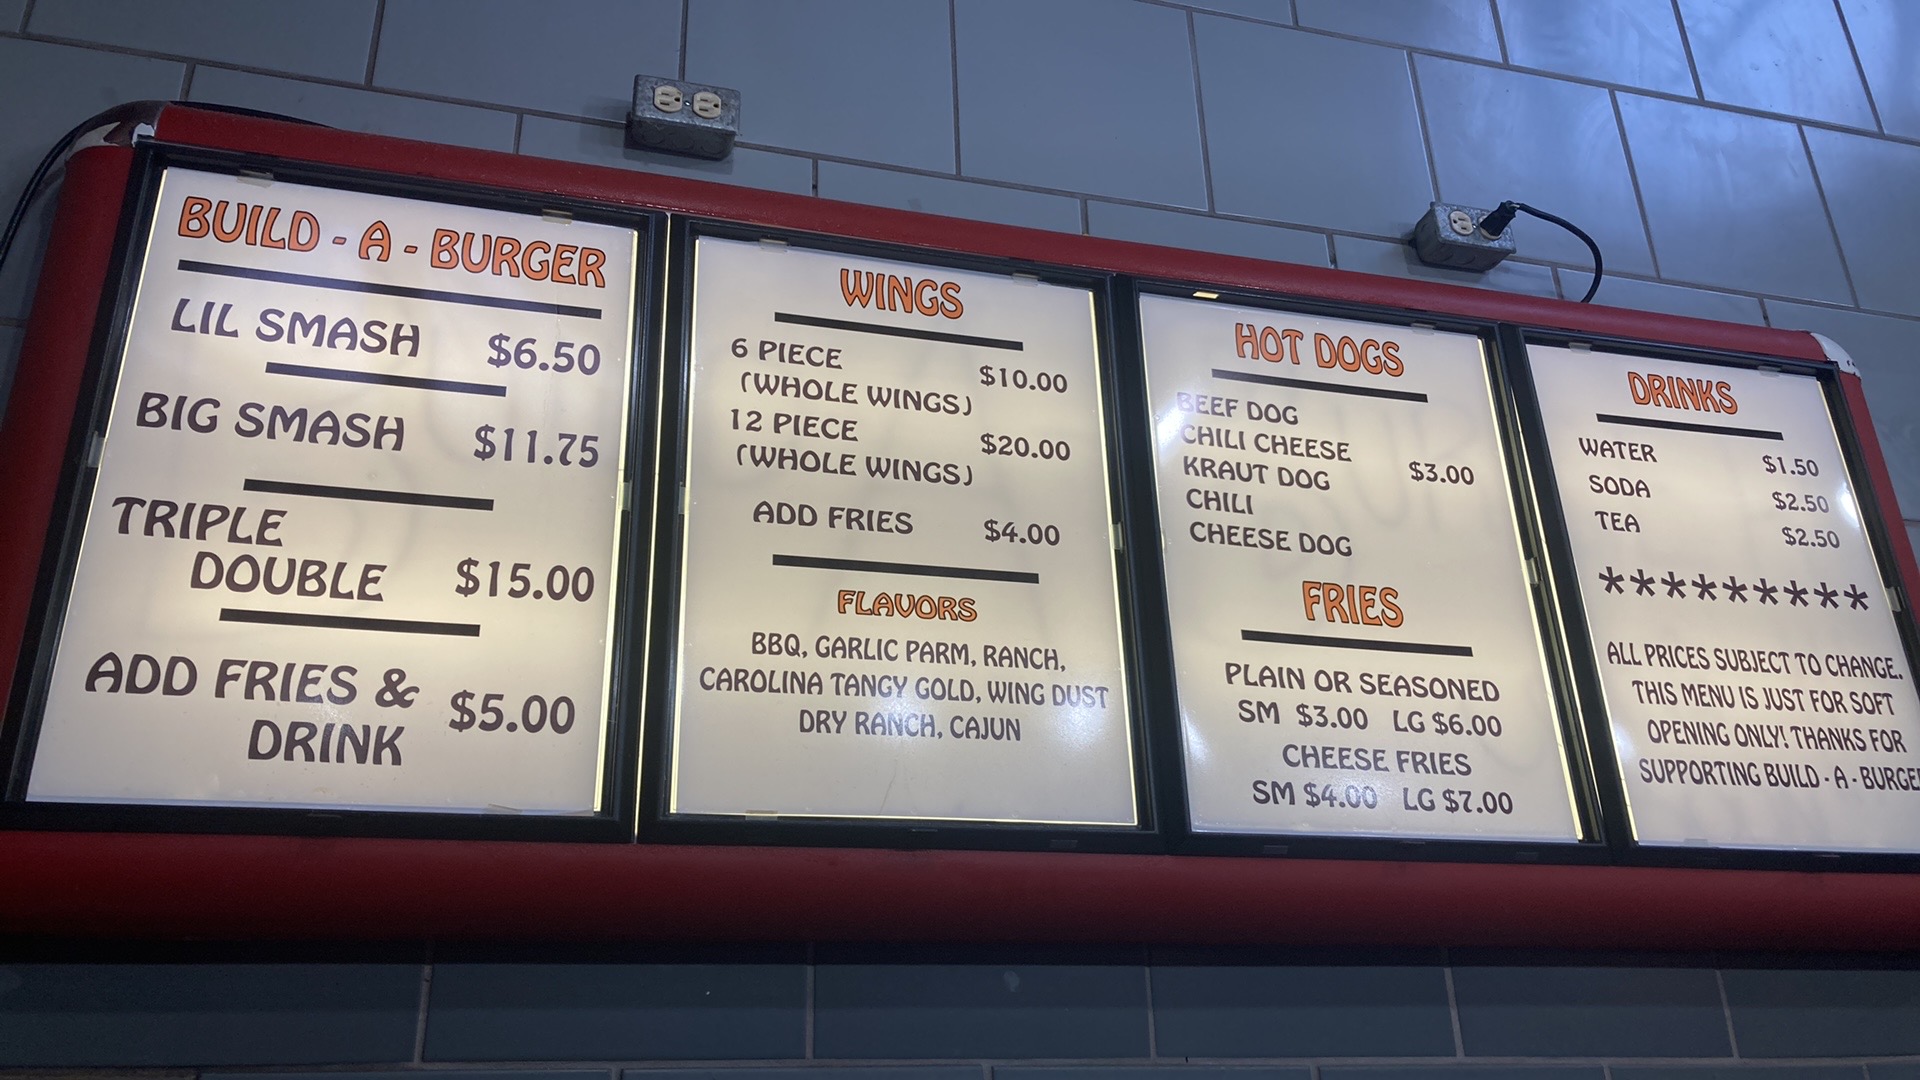 BUILD - A - BURGER
LIL SMASH $6.50
BIG SMASH $11.75
TRIPLE
DOUBLE $15.00
ADD FRIES &
DRINK $5.00
WINGS
6 PIECE
(WHOLE WINGS) $10.00
12 PIECE
(WHOLE WINGS) $20.00
ADD FRIES $4.00
FLAVORS
BBQ, GARLIC PARM, RANCH,
CAROLINA TANGY GOLD, WING DUST
DRY RANCH, CAJUN
HOT DOGS
BEEF DOG
CHILI CHEESE
KRAUT DOG $3.00
CHILI
CHEESE DOG
FRIES
PLAIN OR SEASONED
SM $3.00 LG $6.00
CHEESE FRIES
SM $4.00 LG $7.00
DRINKS
WATER $1.50
SODA $2.50
TEA $2.50
*********
ALL PRICES SUBJECT TO CHANGE.
THIS MENU IS JUST FOR SOFT
OPENING ONLY! THANKS FOR
SUPPORTING BUILD - A - BURGE